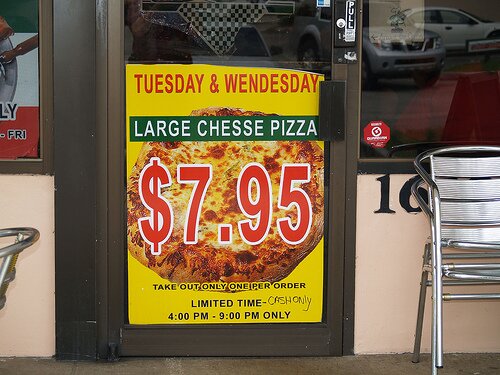 PULL
TUESDAY & WENDESDAY
LARGE CHESSE PIZZA
$7.95
TAKE OUT ONLY ONE PER ORDER
LIMITED TIME-CASH ONLY
4:00 PM - 9:00 PM ONLY
LY
- FRI
GUARDIAN